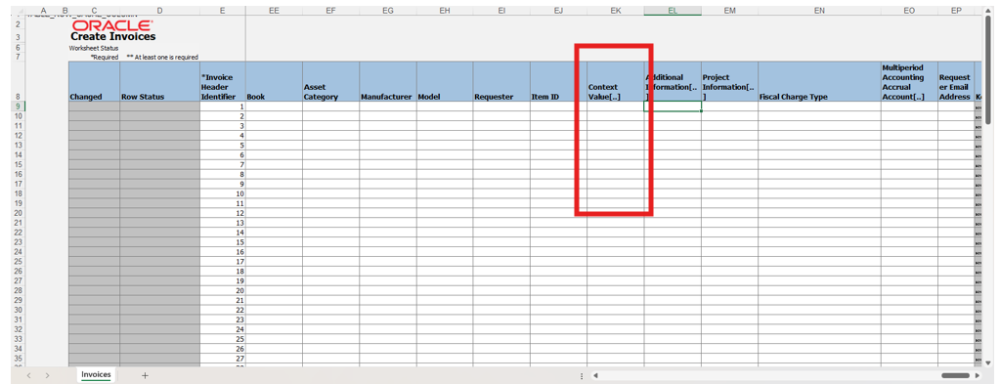 A B C D E EE EF EG EH EI EJ EK EL EM EN EO EP
2 ORACLE
3 Create Invoices
6 Worksheet Status
7 *Required ** At least one is required
*Invoice Header Identifier
Asset Category
Context Value[..]
Additional Information[..]
Project Information[..]
Multiperiod Accounting Accrual Account[..]
Requester Email Address
8 Changed Row Status Book Manufacturer Model Requester Item ID Fiscal Charge Type
9 1
10 2
11 3
12 4
13 5
14 6
15 7
16 8
17 9
18 10
19 11
20 12
21 13
22 14
23 15
24 16
25 17
26 18
27 19
28 20
29 21
30 22
31 23
32 24
33 25
34 26
35 27
Invoices